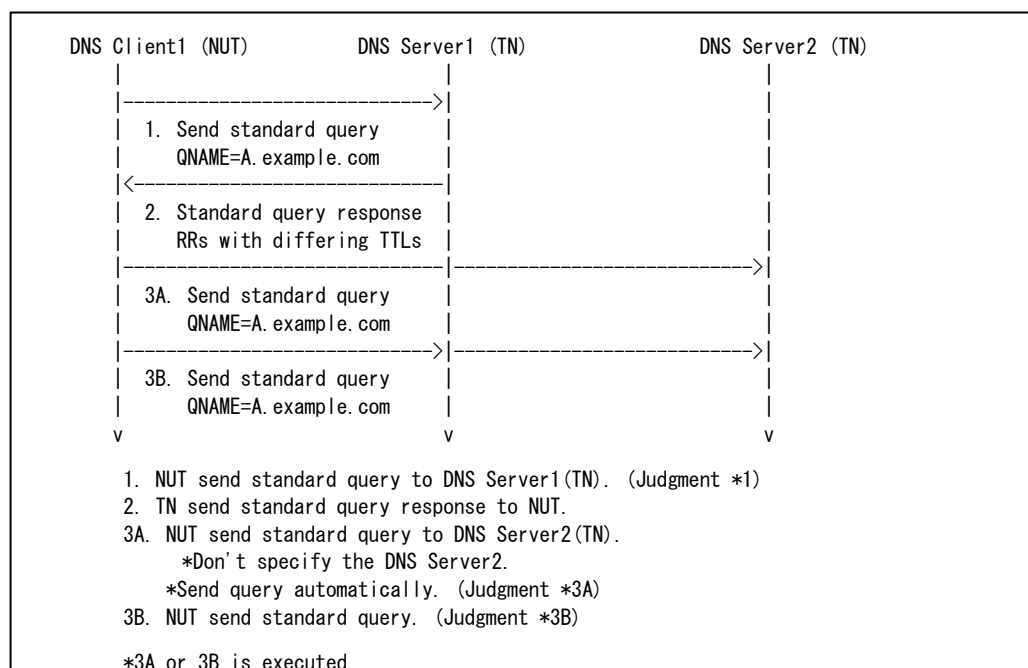 DNS Client1 (NUT) DNS Server1 (TN) DNS Server2 (TN)
1. Send standard query
QNAME=A.example.com
2. Standard query response
RRs with differing TTLs
3A. Send standard query
QNAME=A.example.com
3B. Send standard query
QNAME=A.example.com
v v v
1. NUT send standard query to DNS Server1(TN). (Judgment *1)
2. TN send standard query response to NUT.
3A. NUT send standard query to DNS Server2(TN).
*Don't specify the DNS Server2.
*Send query automatically. (Judgment *3A)
3B. NUT send standard query. (Judgment *3B)
*3A or 3B is executed